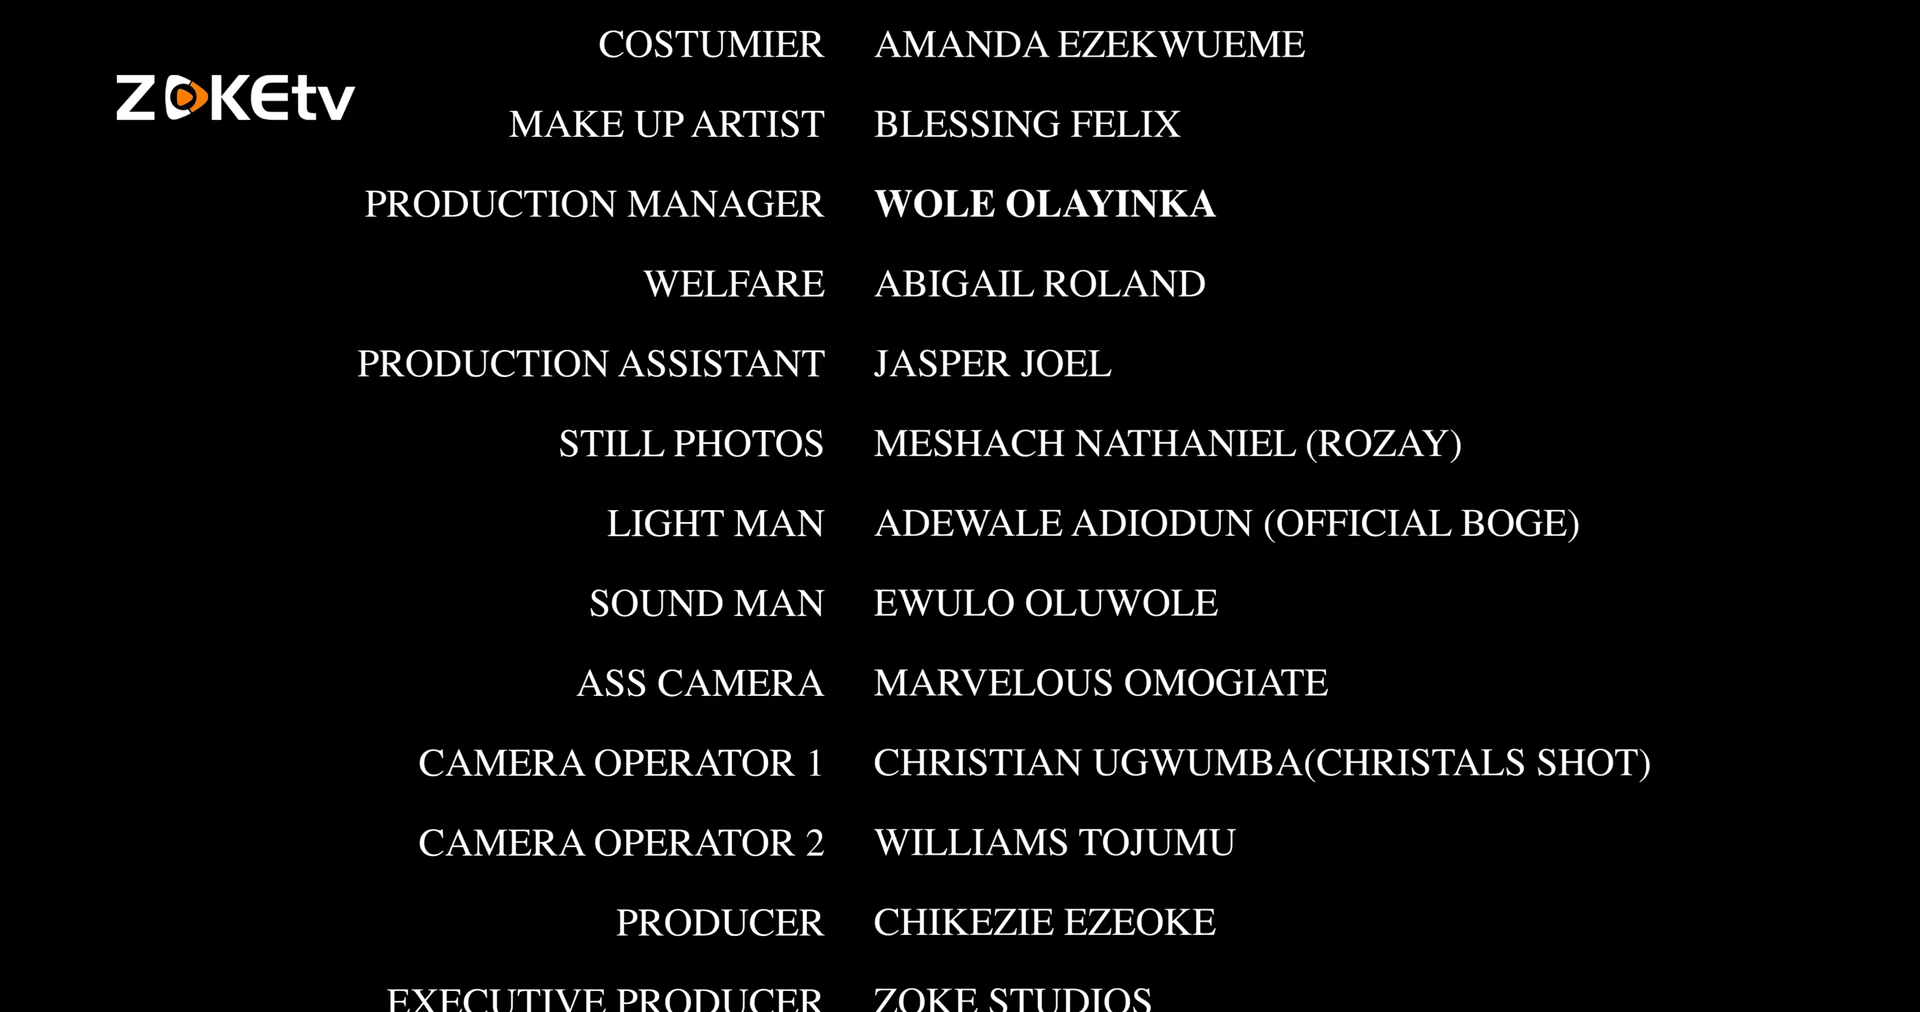 COSTUMIER AMANDA EZEKWUEME
ZOKEtv
MAKE UP ARTIST BLESSING FELIX
PRODUCTION MANAGER WOLE OLAYINKA
WELFARE ABIGAIL ROLAND
PRODUCTION ASSISTANT JASPER JOEL
STILL PHOTOS MESHACH NATHANIEL (ROZAY)
LIGHT MAN ADEWALE ADIODUN (OFFICIAL BOGE)
SOUND MAN EWULO OLUWOLE
ASS CAMERA MARVELOUS OMOGIATE
CAMERA OPERATOR 1 CHRISTIAN UGWUMBA(CHRISTALS SHOT)
CAMERA OPERATOR 2 WILLIAMS TOJUMU
PRODUCER CHIKEZIE EZEOKE
EXECUTIVE PRODUCER ZOKE STUDIOS